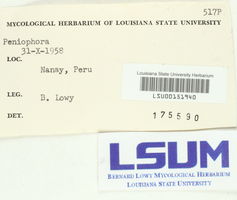 517P
MYCOLOGICAL HERBARIUM OF LOUISIANA STATE UNIVERSITY
Peniophora
31-X-1958
LOC.
Nanay, Peru
Louisiana State University Herbarium
LSU00151940
LEG.
B. Lowy
DET.
175590
LSUM
BERNARD LOWY MYCOLOGICAL HERBARIUM
LOUISIANA STATE UNIVERSITY